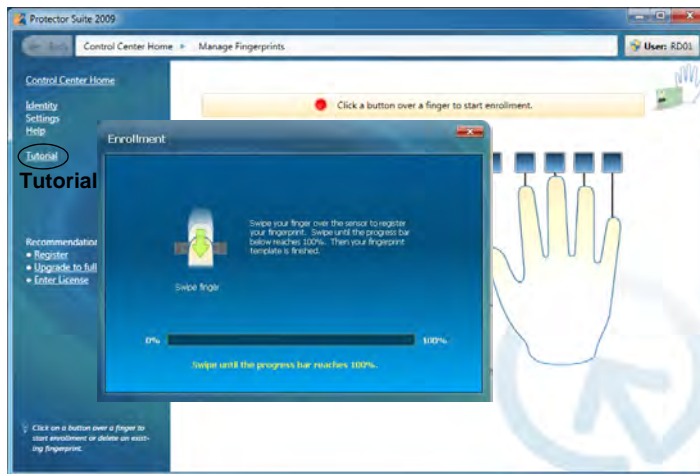 Protector Suite 2009
Control Center Home ▸ Manage Fingerprints
User: RD01
Control Center Home
Identity
Settings
Help
Tutorial
Tutorial
Click a button over a finger to start enrollment.
Enrollment
Swipe your finger over the sensor to register
your fingerprint. Swipe until the progress bar
below reaches 100%. Then your fingerprint
template is finished.
Swipe finger
0%
100%
Swipe until the progress bar reaches 100%.
Recommendation
• Register
• Upgrade to full
• Enter License
Click on a button over a finger to
start enrollment or delete an exist-
ing fingerprint.